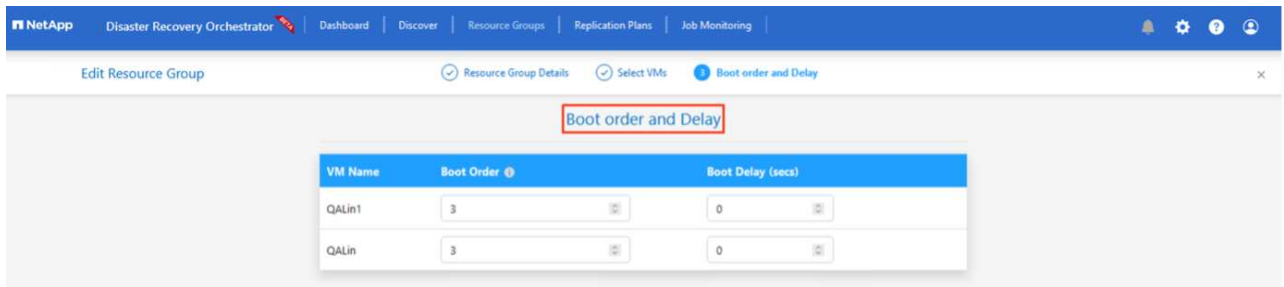 NetApp Disaster Recovery Orchestrator BETA Dashboard Discover Resource Groups Replication Plans Job Monitoring
Edit Resource Group Resource Group Details Select VMs 3 Boot order and Delay
Boot order and Delay
VM Name Boot Order Boot Delay (secs)
QALin1 3 0
QALin 3 0